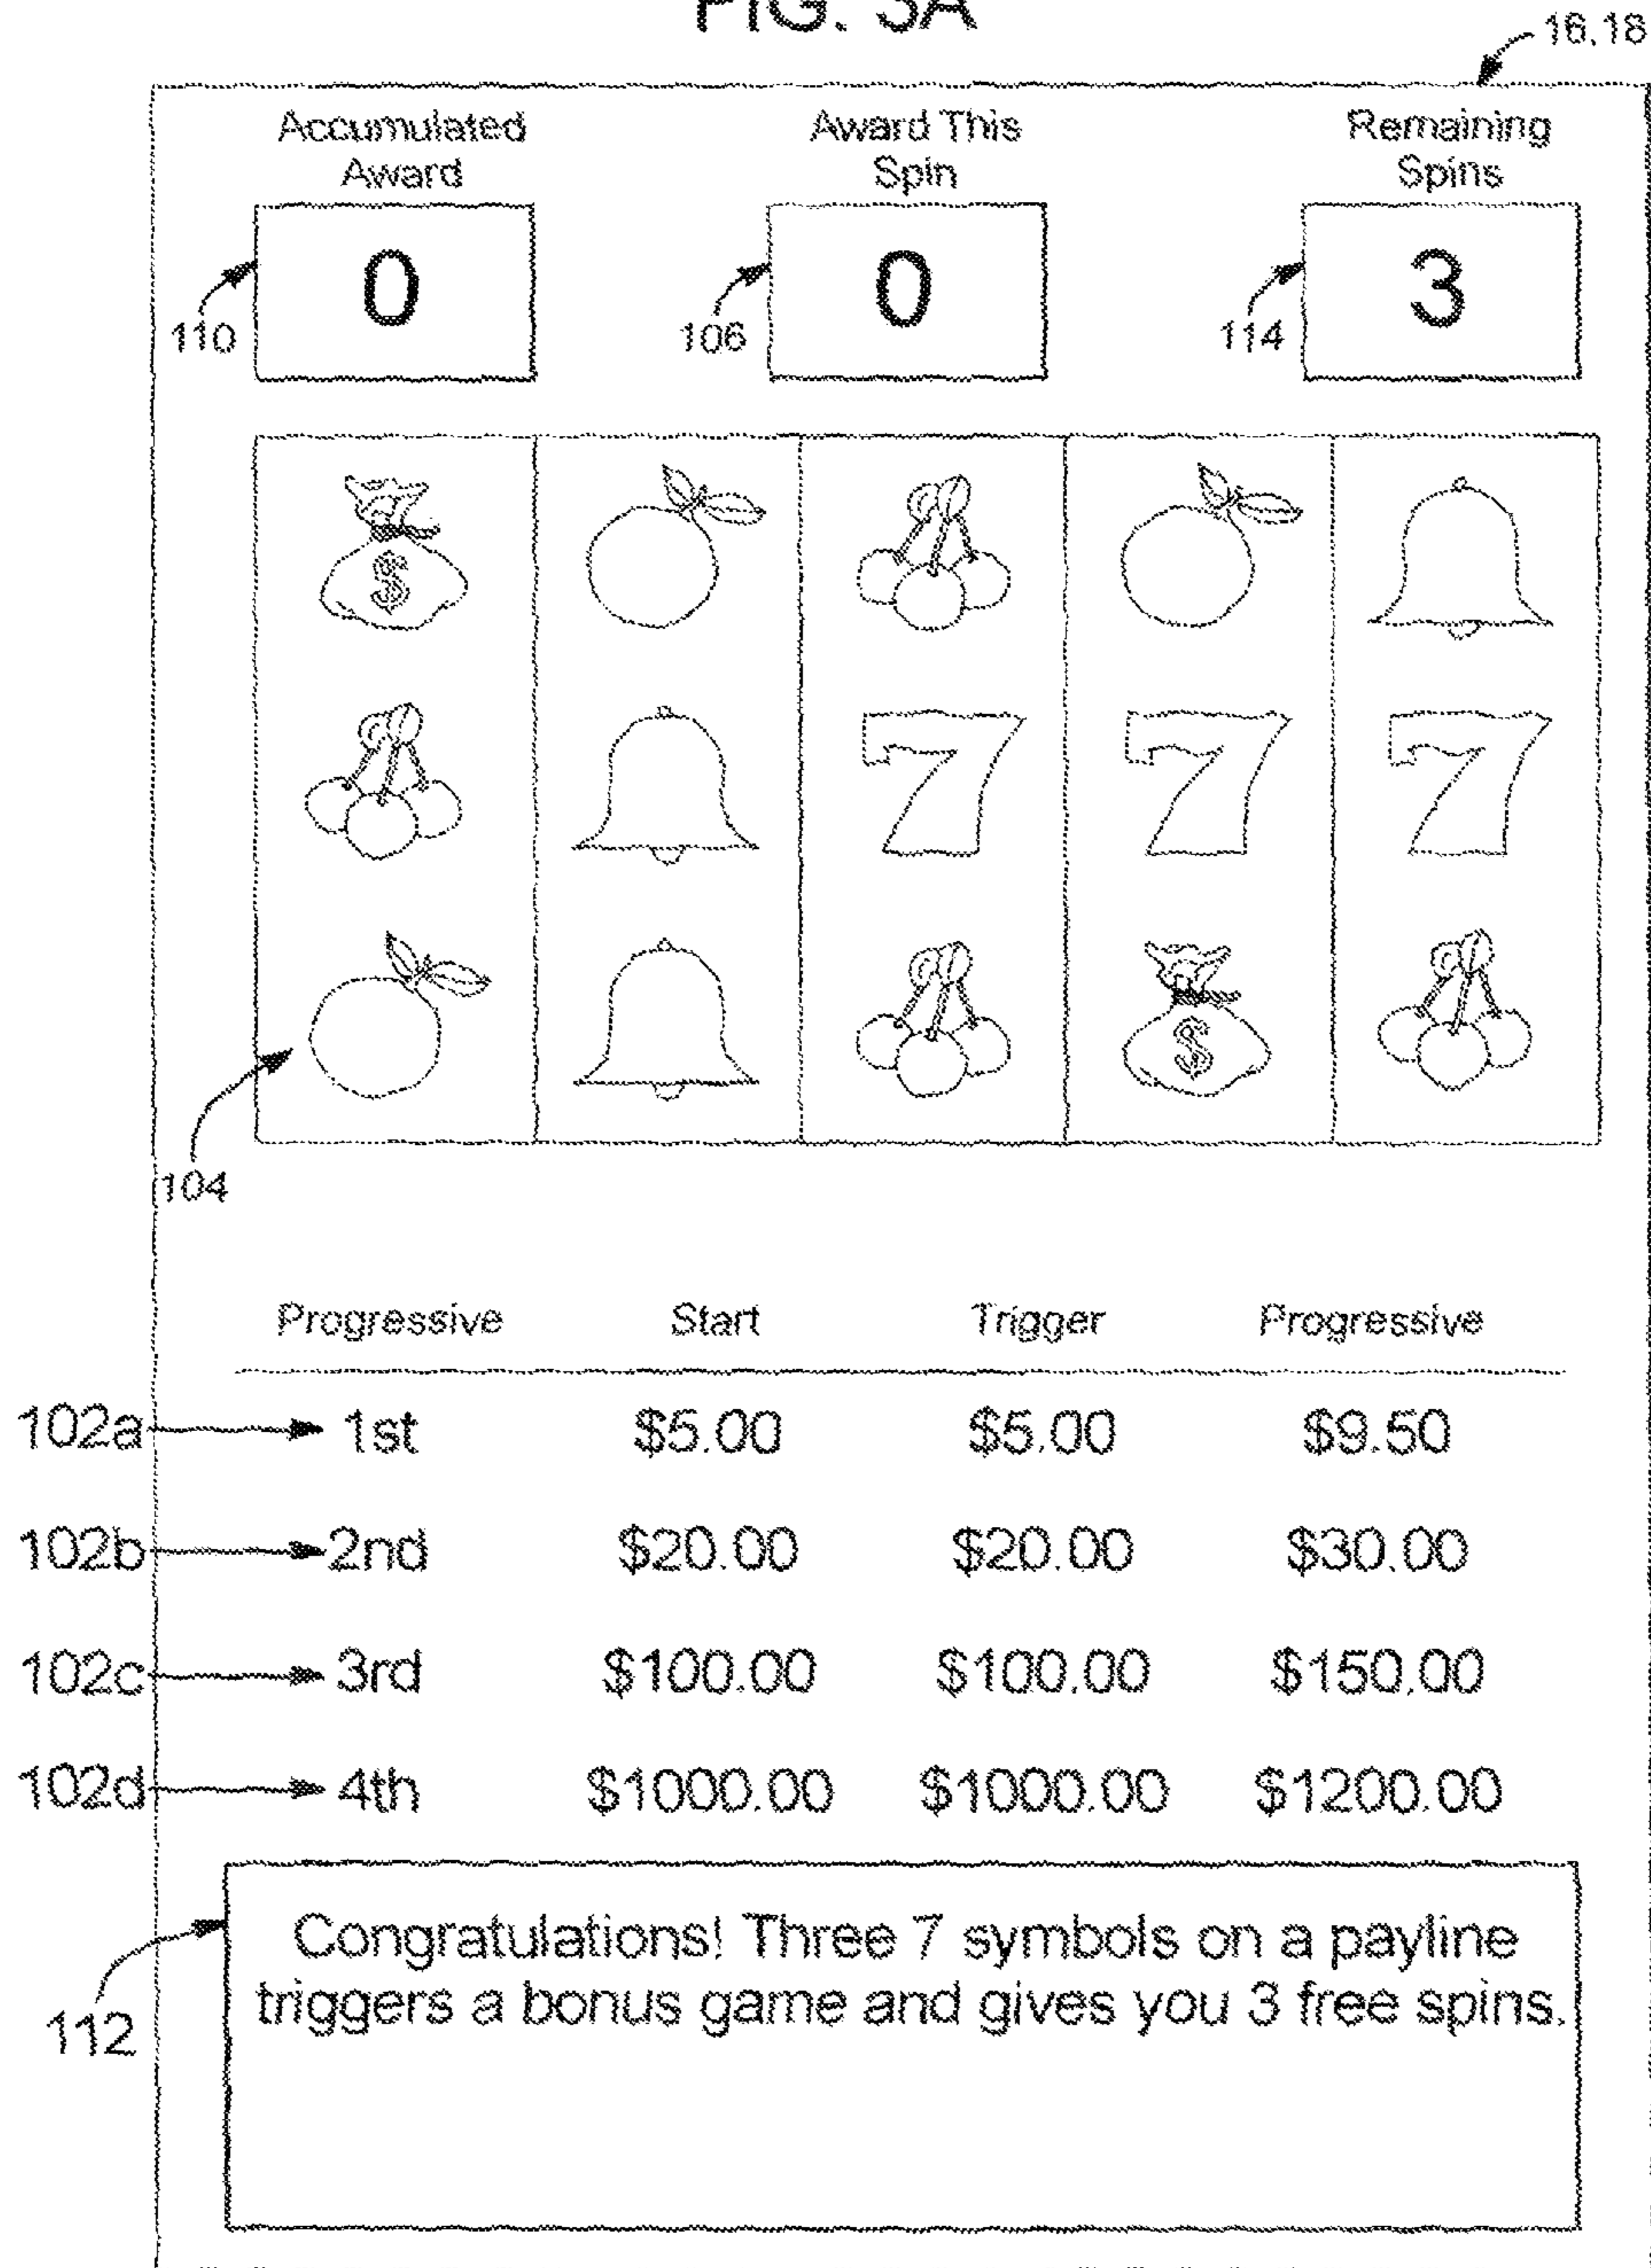 FIG. 3A
16,18
Accumulated Award This Remaining
Award Spin Spins
0 0 3
110 106 114
$
7 7 7
$
104
Progressive Start Trigger Progressive
102a 1st $5.00 $5.00 $9.50
102b 2nd $20.00 $20.00 $30.00
102c 3rd $100.00 $100.00 $150.00
102d 4th $1000.00 $1000.00 $1200.00
Congratulations! Three 7 symbols on a payline
triggers a bonus game and gives you 3 free spins.
112